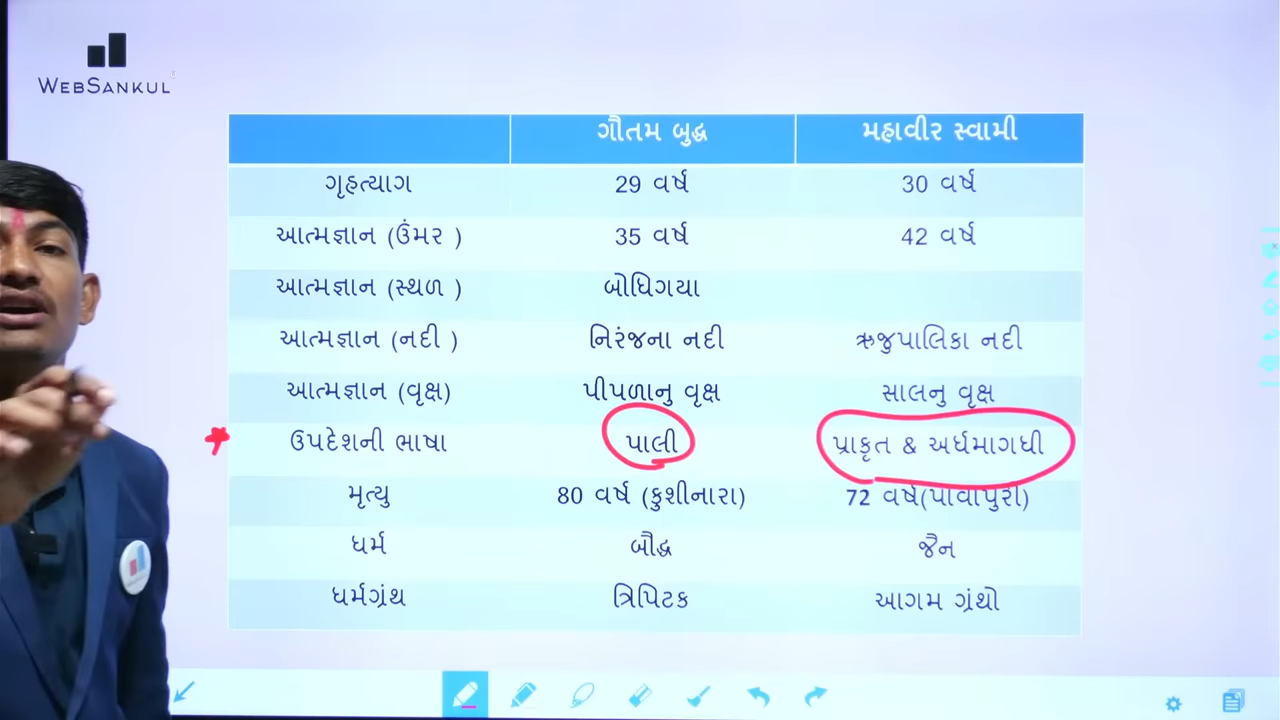 WEBSANKUL
ગૌતમ બુદ્ધ મહાવીર સ્વામી
ગૃહત્યાગ 29 વર્ષ 30 વર્ષ
આત્મજ્ઞાન (ઉંમર ) 35 વર્ષ 42 વર્ષ
આત્મજ્ઞાન (સ્થળ ) બોધિગયા
આત્મજ્ઞાન (નદી ) નિરંજના નદી ઋજુપાલિકા નદી
આત્મજ્ઞાન (વૃક્ષ) પીપળાનુ વૃક્ષ સાલનુ વૃક્ષ
ઉપદેશની ભાષા પાલી પ્રાકૃત & અર્ધમાગધી
મૃત્યુ 80 વર્ષ (કુશીનારા) 72 વર્ષ(પાવાપુરી)
ધર્મ બૌદ્ધ જૈન
ધર્મગ્રંથ ત્રિપિટક આગમ ગ્રંથો